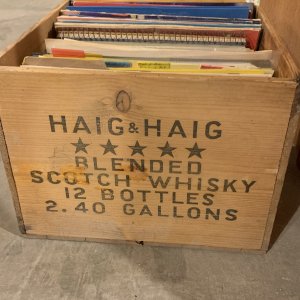 HAIG & HAIG
★★★★★
BLENDED
SCOTCH WHISKY
12 BOTTLES
2.40 GALLONS